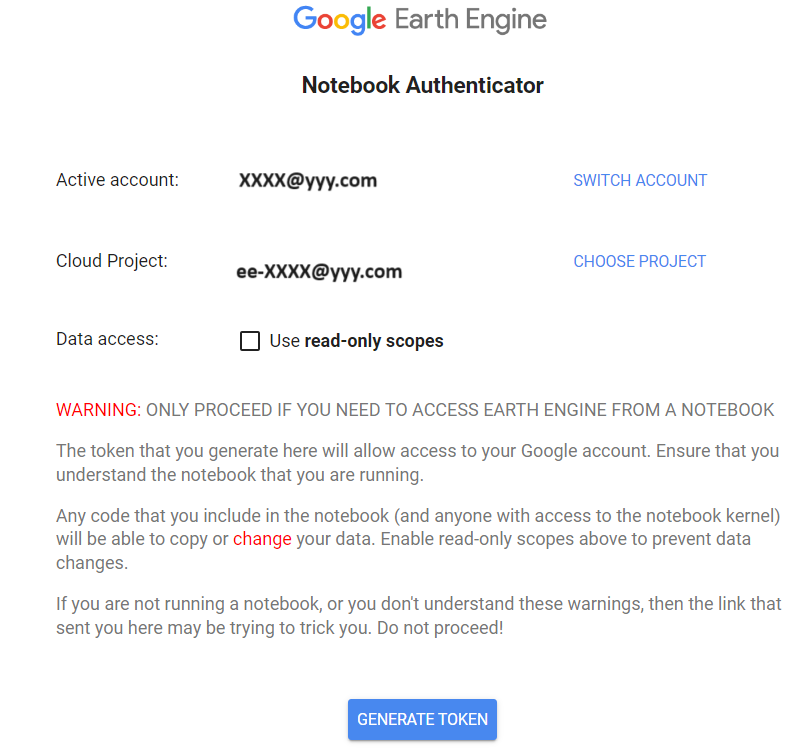 Google Earth Engine
Notebook Authenticator
Active account: XXXX@yyy.com SWITCH ACCOUNT
Cloud Project: ee-XXXX@yyy.com CHOOSE PROJECT
Data access: Use read-only scopes
WARNING: ONLY PROCEED IF YOU NEED TO ACCESS EARTH ENGINE FROM A NOTEBOOK
The token that you generate here will allow access to your Google account. Ensure that you
understand the notebook that you are running.
Any code that you include in the notebook (and anyone with access to the notebook kernel)
will be able to copy or change your data. Enable read-only scopes above to prevent data
changes.
If you are not running a notebook, or you don't understand these warnings, then the link that
sent you here may be trying to trick you. Do not proceed!
GENERATE TOKEN